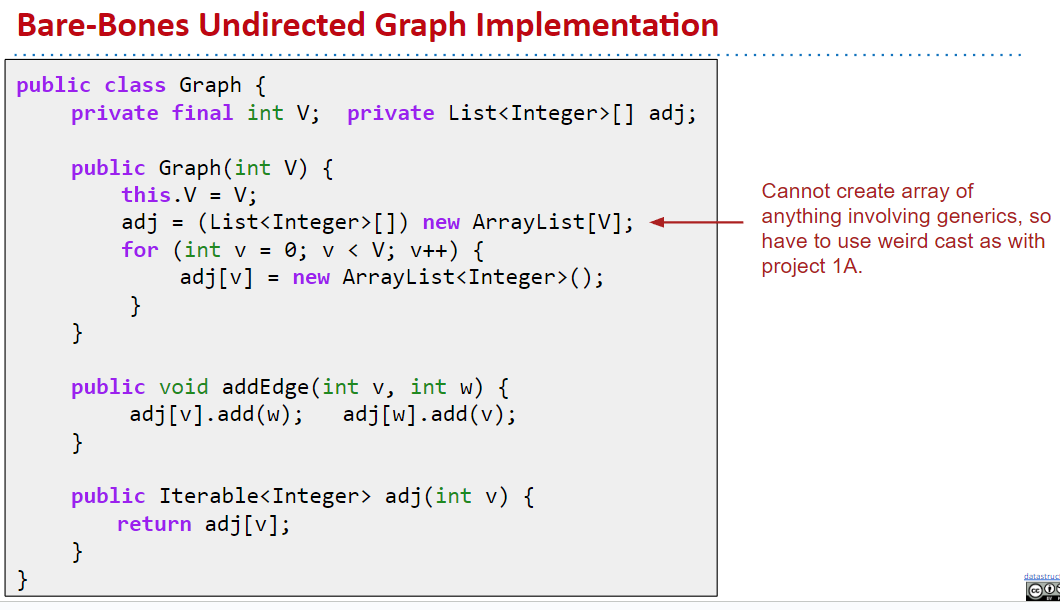 Bare-Bones Undirected Graph Implementation
public class Graph {
private final int V;  private List<Integer>[] adj;
public Graph(int V) {
this.V = V;
adj = (List<Integer>[]) new ArrayList[V];
for (int v = 0; v < V; v++) {
adj[v] = new ArrayList<Integer>();
}
}
public void addEdge(int v, int w) {
adj[v].add(w);   adj[w].add(v);
}
public Iterable<Integer> adj(int v) {
return adj[v];
}
}
Cannot create array of
anything involving generics, so
have to use weird cast as with
project 1A.
datastruc
cc